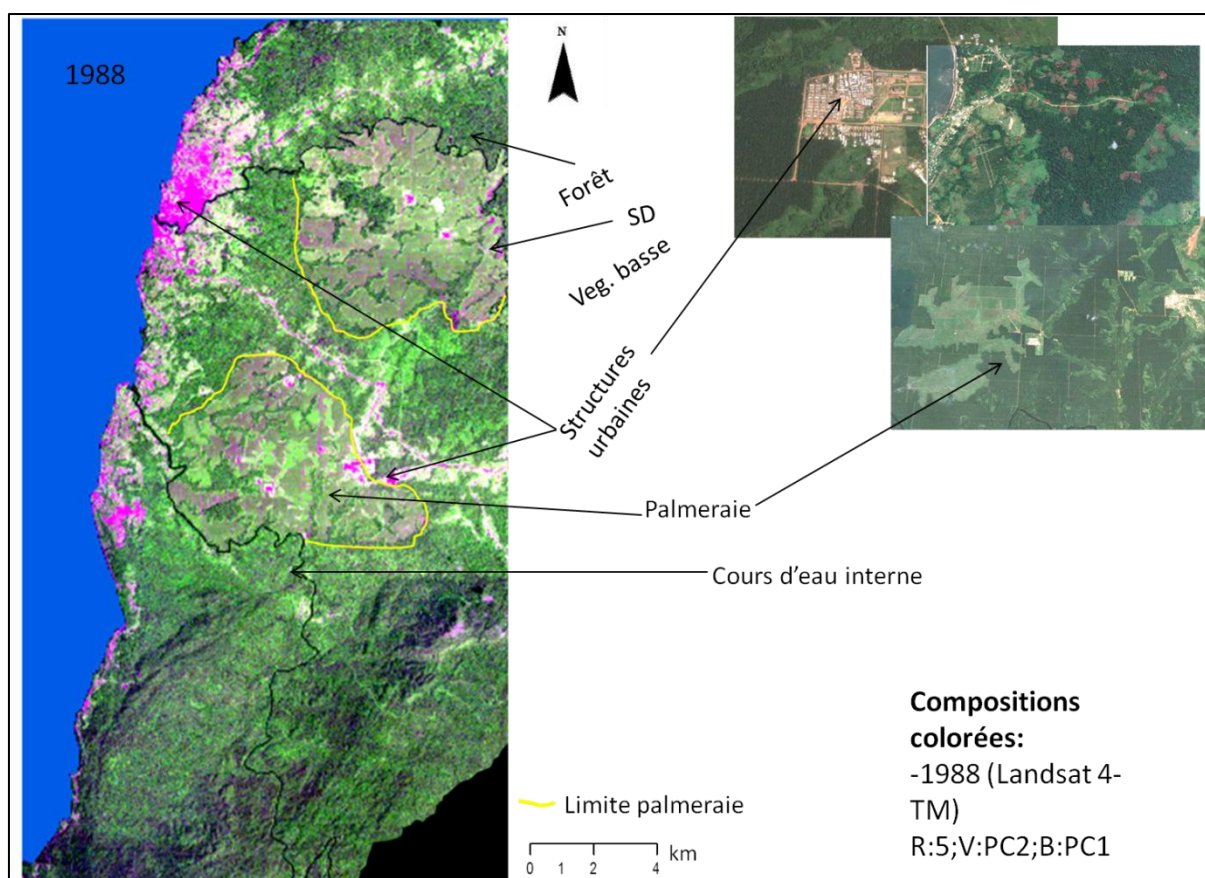 1988
N
Forêt
SD
Veg. basse
Structures
urbaines
Palmeraie
Cours d'eau interne
Limite palmeraie
0 1 2 4 km
Compositions
colorées:
-1988 (Landsat 4-
TM)
R:5;V:PC2;B:PC1